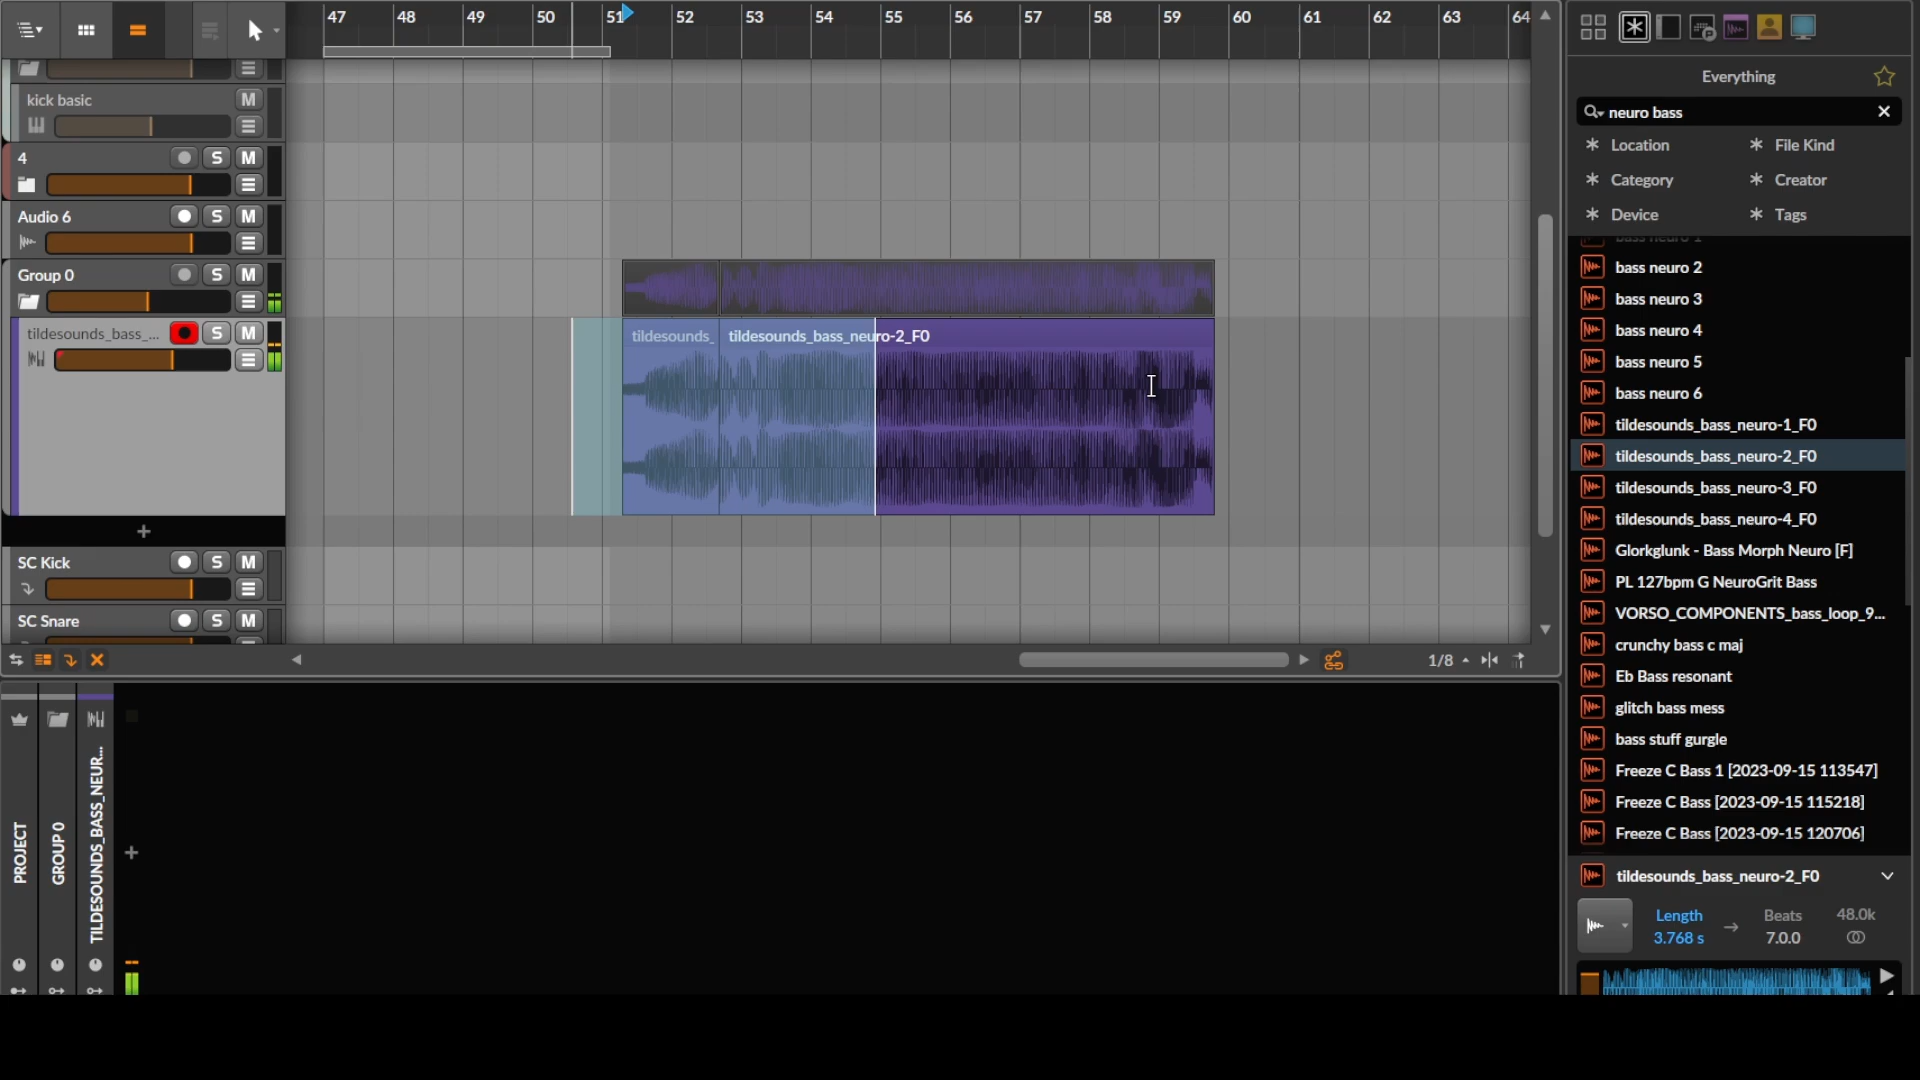 47 48 49 50 51 52 53 54 55 56 57 58 59 60 61 62 63 64
kick basic M
4 S M
Audio 6 S M
Group 0 S M
tildesounds_bass_... S M
tildesounds_ tildesounds_bass_neuro-2_F0
+
SC Kick S M
SC Snare S M
1/8
PROJECT
GROUP 0
TILDESOUNDS_BASS_NEUR...
+
Everything
neuro bass
Location File Kind
Category Creator
Device Tags
bass neuro 1
bass neuro 2
bass neuro 3
bass neuro 4
bass neuro 5
bass neuro 6
tildesounds_bass_neuro-1_F0
tildesounds_bass_neuro-2_F0
tildesounds_bass_neuro-3_F0
tildesounds_bass_neuro-4_F0
Glorkglunk - Bass Morph Neuro [F]
PL 127bpm G NeuroGrit Bass
VORSO_COMPONENTS_bass_loop_9...
crunchy bass c maj
Eb Bass resonant
glitch bass mess
bass stuff gurgle
Freeze C Bass 1 [2023-09-15 113547]
Freeze C Bass [2023-09-15 115218]
Freeze C Bass [2023-09-15 120706]
tildesounds_bass_neuro-2_F0
Length Beats 48.0k
3.768 s 7.0.0